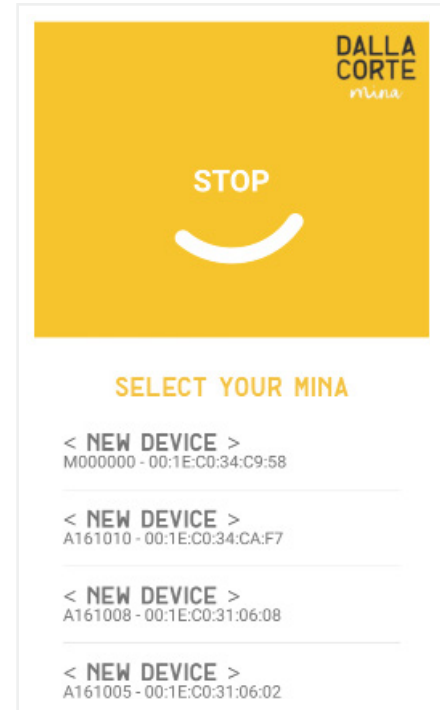 DALLA
CORTE
mina
STOP
SELECT YOUR MINA
< NEW DEVICE >
M000000 - 00:1E:C0:34:C9:58
< NEW DEVICE >
A161010 - 00:1E:C0:34:CA:F7
< NEW DEVICE >
A161008 - 00:1E:C0:31:06:08
< NEW DEVICE >
A161005 - 00:1E:C0:31:06:02